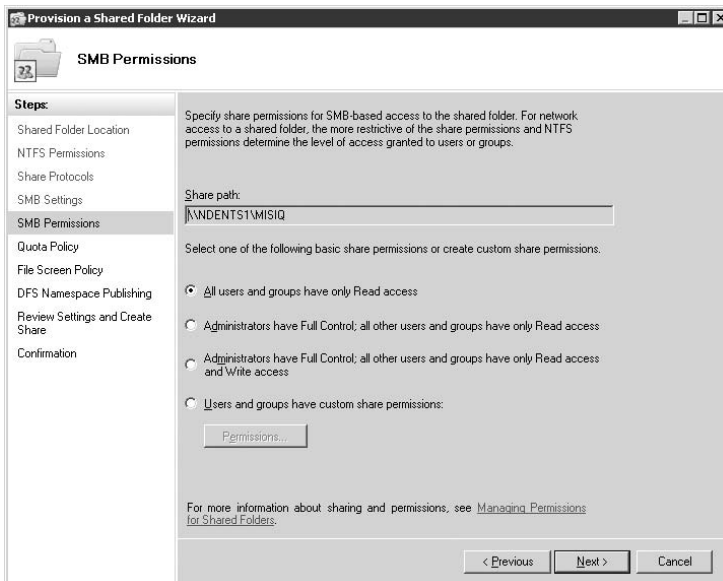 Provision a Shared Folder Wizard
SMB Permissions
Steps:
Shared Folder Location
NTFS Permissions
Share Protocols
SMB Settings
SMB Permissions
Quota Policy
File Screen Policy
DFS Namespace Publishing
Review Settings and Create
Share
Confirmation
Specify share permissions for SMB-based access to the shared folder. For network
access to a shared folder, the more restrictive of the share permissions and NTFS
permissions determine the level of access granted to users or groups.
Share path:
\\NDENTS1\MISIQ
Select one of the following basic share permissions or create custom share permissions.
All users and groups have only Read access
Administrators have Full Control; all other users and groups have only Read access
Administrators have Full Control; all other users and groups have only Read access
and Write access
Users and groups have custom share permissions:
Permissions...
For more information about sharing and permissions, see Managing Permissions
for Shared Folders.
< Previous
Next >
Cancel